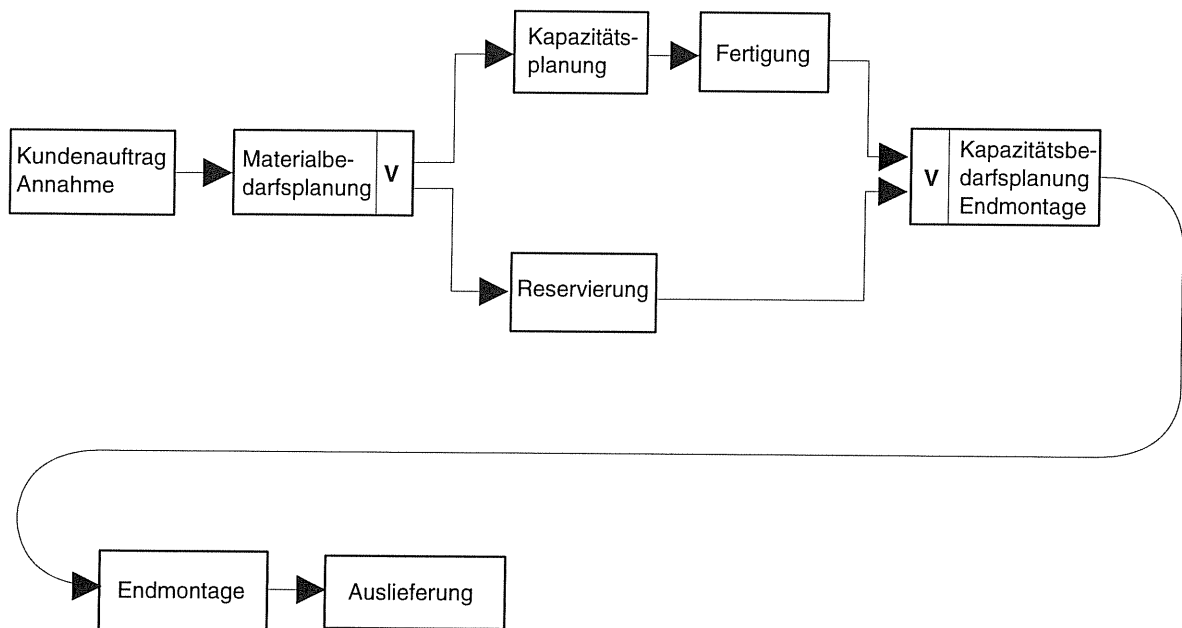 Kapazitäts-
planung
Fertigung
Kundenauftrag
Annahme
Materialbe-
darfsplanung
V
V
Kapazitätsbe-
darfsplanung
Endmontage
Reservierung
Endmontage
Auslieferung